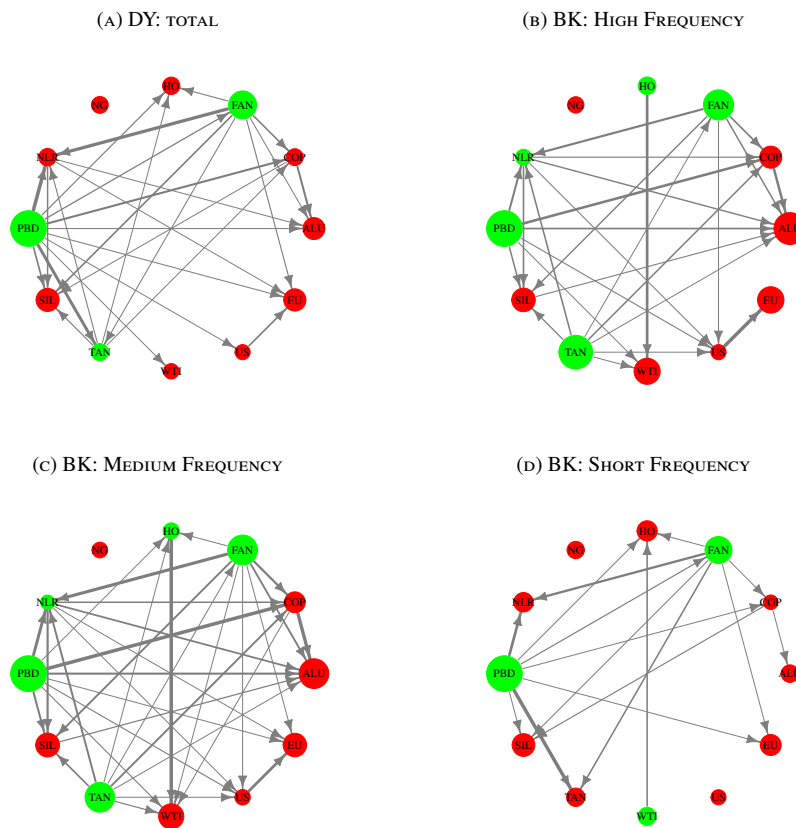 (A) DY: TOTAL
(B) BK: HIGH FREQUENCY
HO
FAN
NG
NLR
COP
PBD
ALU
SIL
EU
TAN
US
WTI
HO
FAN
NG
NLR
COP
PBD
ALU
SIL
EU
TAN
US
WTI
(C) BK: MEDIUM FREQUENCY
(D) BK: SHORT FREQUENCY
HO
FAN
NG
NLR
COP
PBD
ALU
SIL
EU
TAN
US
WTI
HO
FAN
NG
NLR
COP
PBD
ALU
SIL
EU
TAN
US
WTI